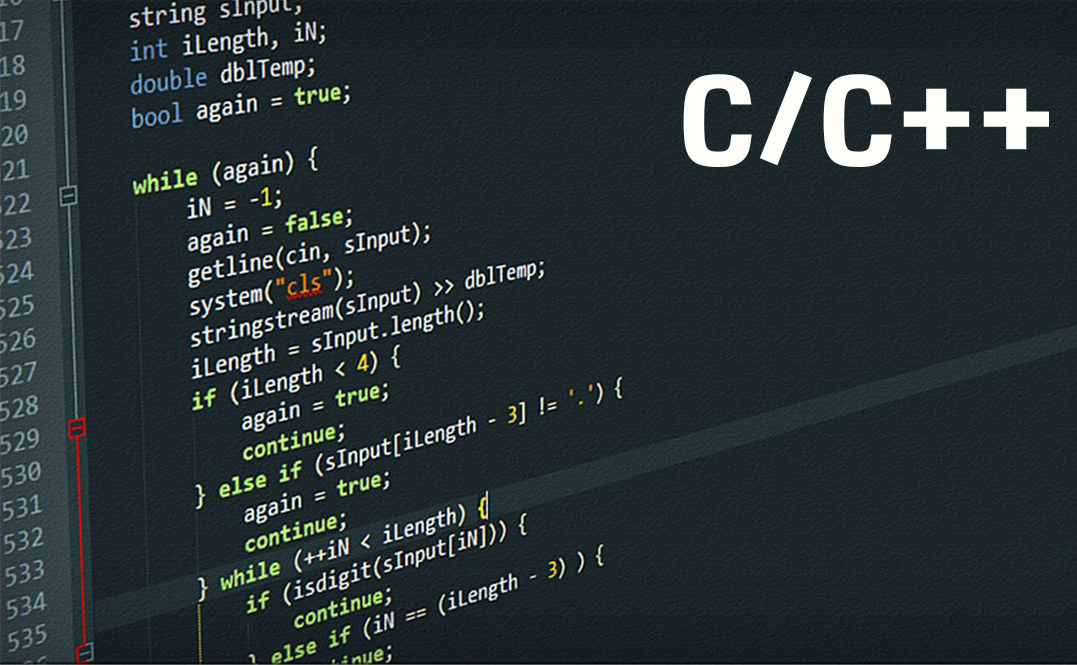 17
18
19
20
21
522
523
524
525
526
527
528
529
530
531
532
533
534
535
string sInput;
int iLength, iN;
double dblTemp;
bool again = true;
while (again) {
iN = -1;
again = false;
getline(cin, sInput);
system("cls");
stringstream(sInput) >> dblTemp;
iLength = sInput.length();
if (iLength < 4) {
again = true;
continue;
} else if (sInput[iLength - 3] != '.') {
again = true;
continue;
} while (++iN < iLength) {
if (isdigit(sInput[iN])) {
continue;
} else if (iN == (iLength - 3) ) {
C/C++